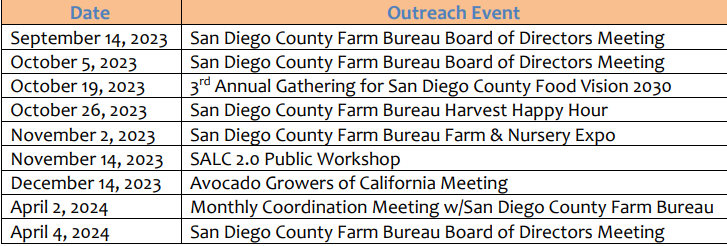 Date Outreach Event
September 14, 2023 San Diego County Farm Bureau Board of Directors Meeting
October 5, 2023 San Diego County Farm Bureau Board of Directors Meeting
October 19, 2023 3rd Annual Gathering for San Diego County Food Vision 2030
October 26, 2023 San Diego County Farm Bureau Harvest Happy Hour
November 2, 2023 San Diego County Farm Bureau Farm & Nursery Expo
November 14, 2023 SALC 2.0 Public Workshop
December 14, 2023 Avocado Growers of California Meeting
April 2, 2024 Monthly Coordination Meeting w/San Diego County Farm Bureau
April 4, 2024 San Diego County Farm Bureau Board of Directors Meeting